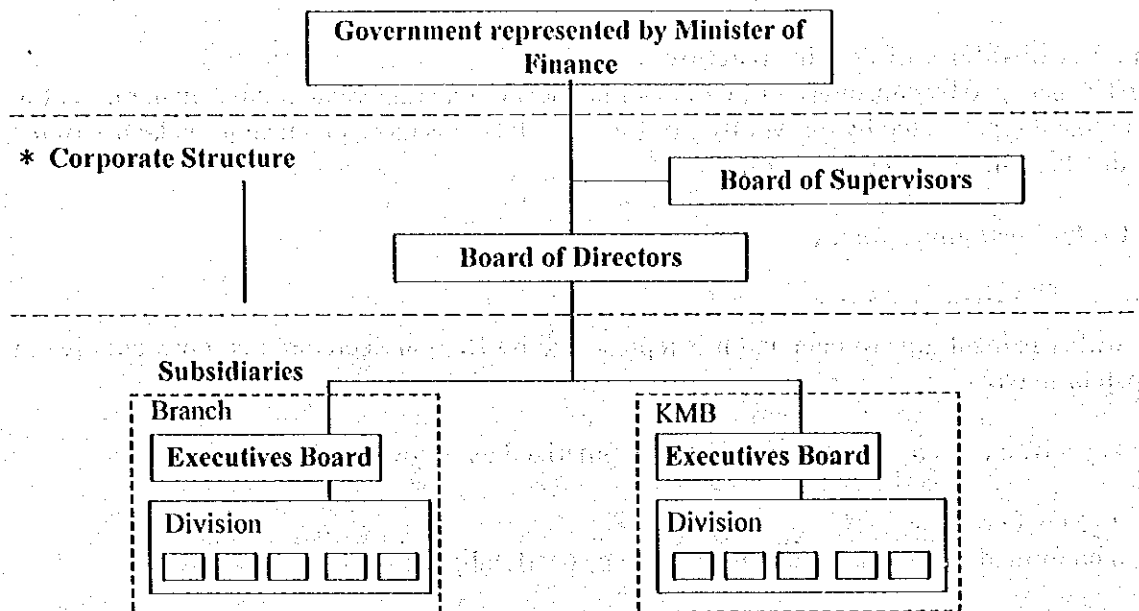 Government represented by Minister of
Finance
* Corporate Structure
Board of Supervisors
Board of Directors
Subsidiaries
Branch
Executives Board
Division
KMB
Executives Board
Division